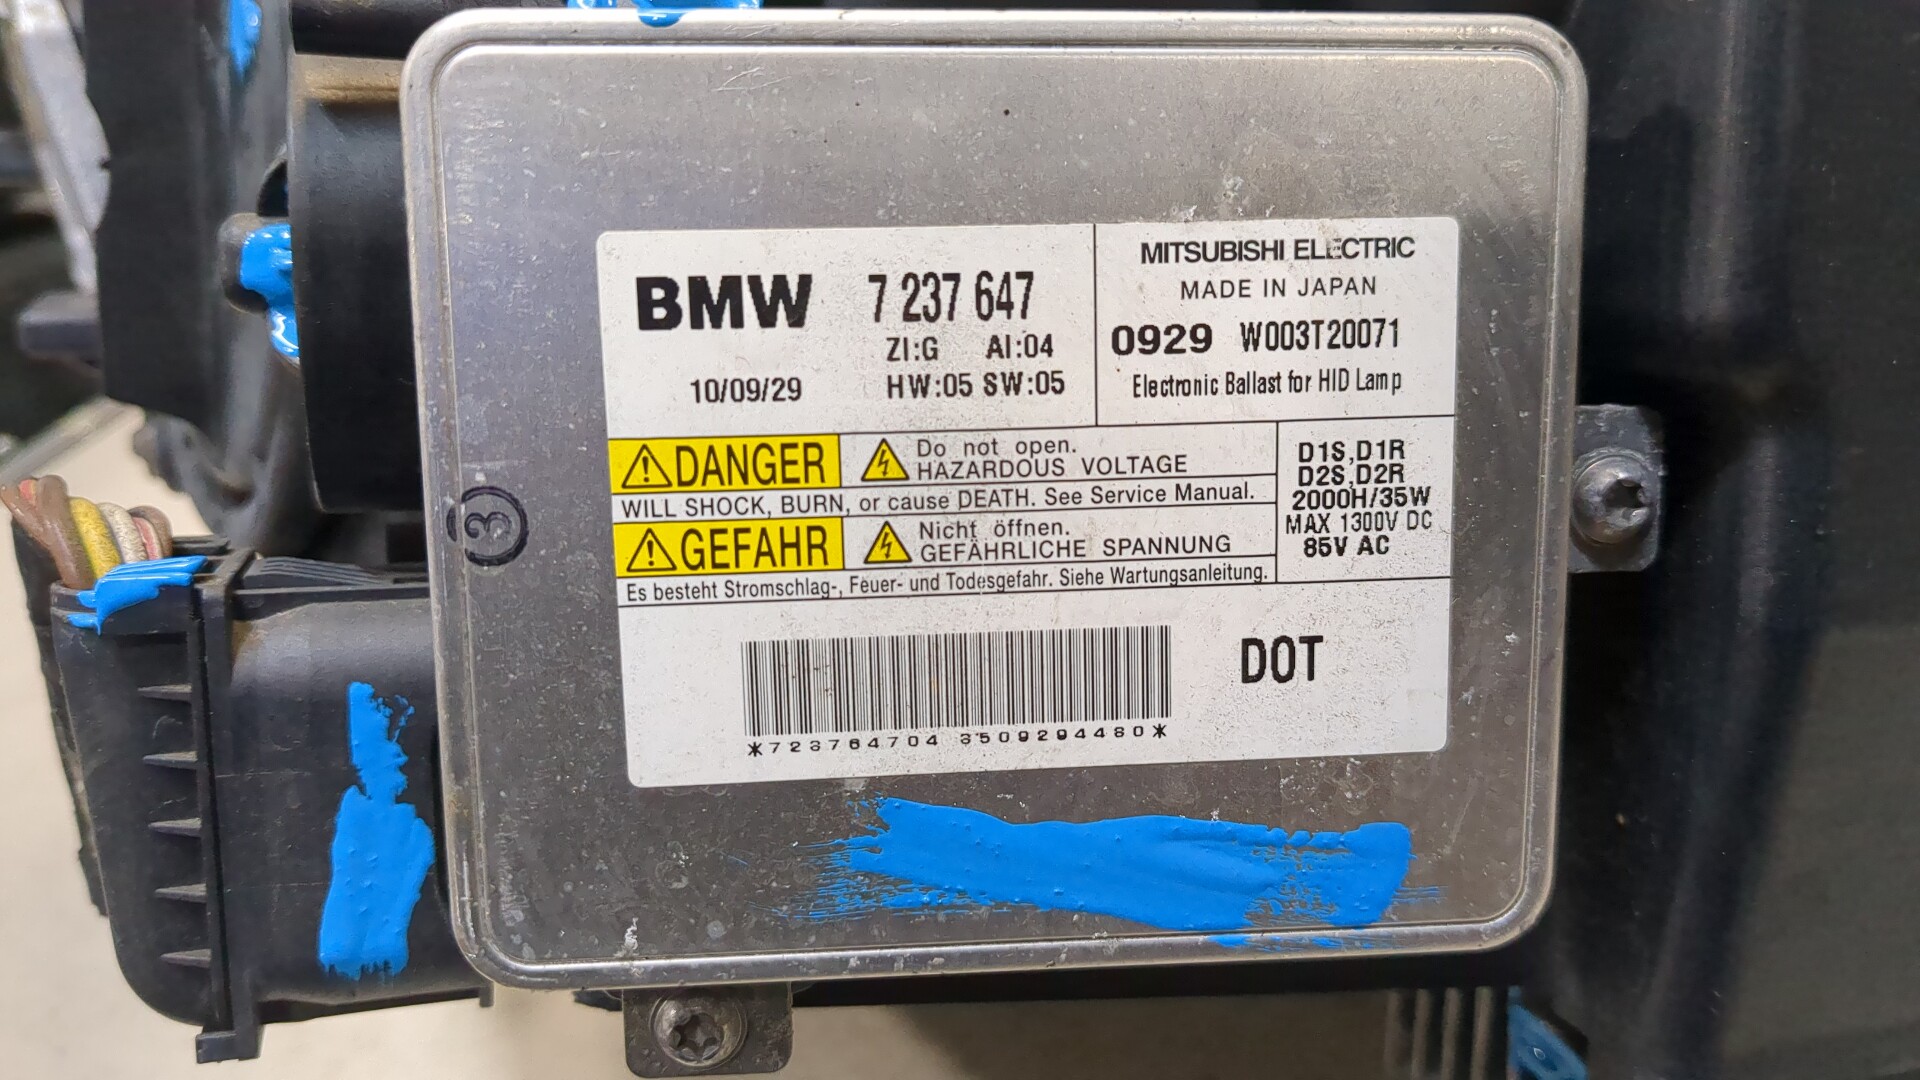 BMW 7 237 647
ZI:G AI:04
10/09/29 HW:05 SW:05
MITSUBISHI ELECTRIC
MADE IN JAPAN
0929 W003T20071
Electronic Ballast for HID Lamp
DANGER
Do not open.
HAZARDOUS VOLTAGE
WILL SHOCK, BURN, or cause DEATH. See Service Manual.
GEFAHR
Nicht öffnen.
GEFÄHRLICHE SPANNUNG
Es besteht Stromschlag-, Feuer- und Todesgefahr. Siehe Wartungsanleitung.
D1S,D1R
D2S,D2R
2000H/35W
MAX 1300V DC
85V AC
3
*723764704 3509294480*
DOT